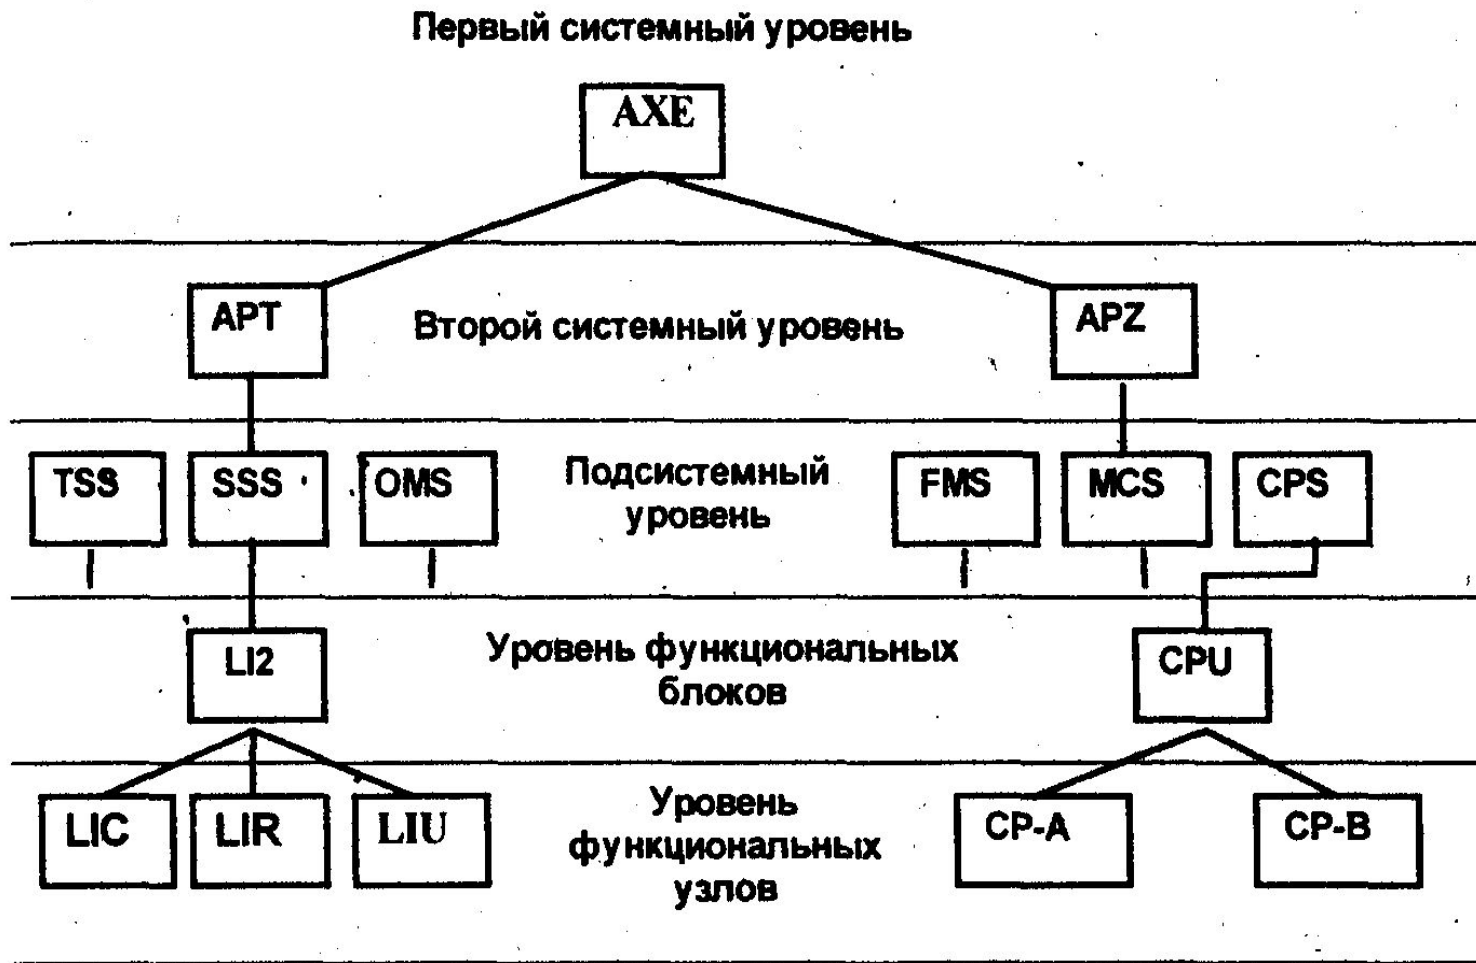 Первый системный уровень
AXE
APT
Второй системный уровень
APZ
TSS
SSS
OMS
Подсистемный
уровень
FMS
MCS
CPS
LI2
Уровень функциональных
блоков
CPU
LIC
LIR
LIU
Уровень
функциональных
узлов
CP-A
CP-B